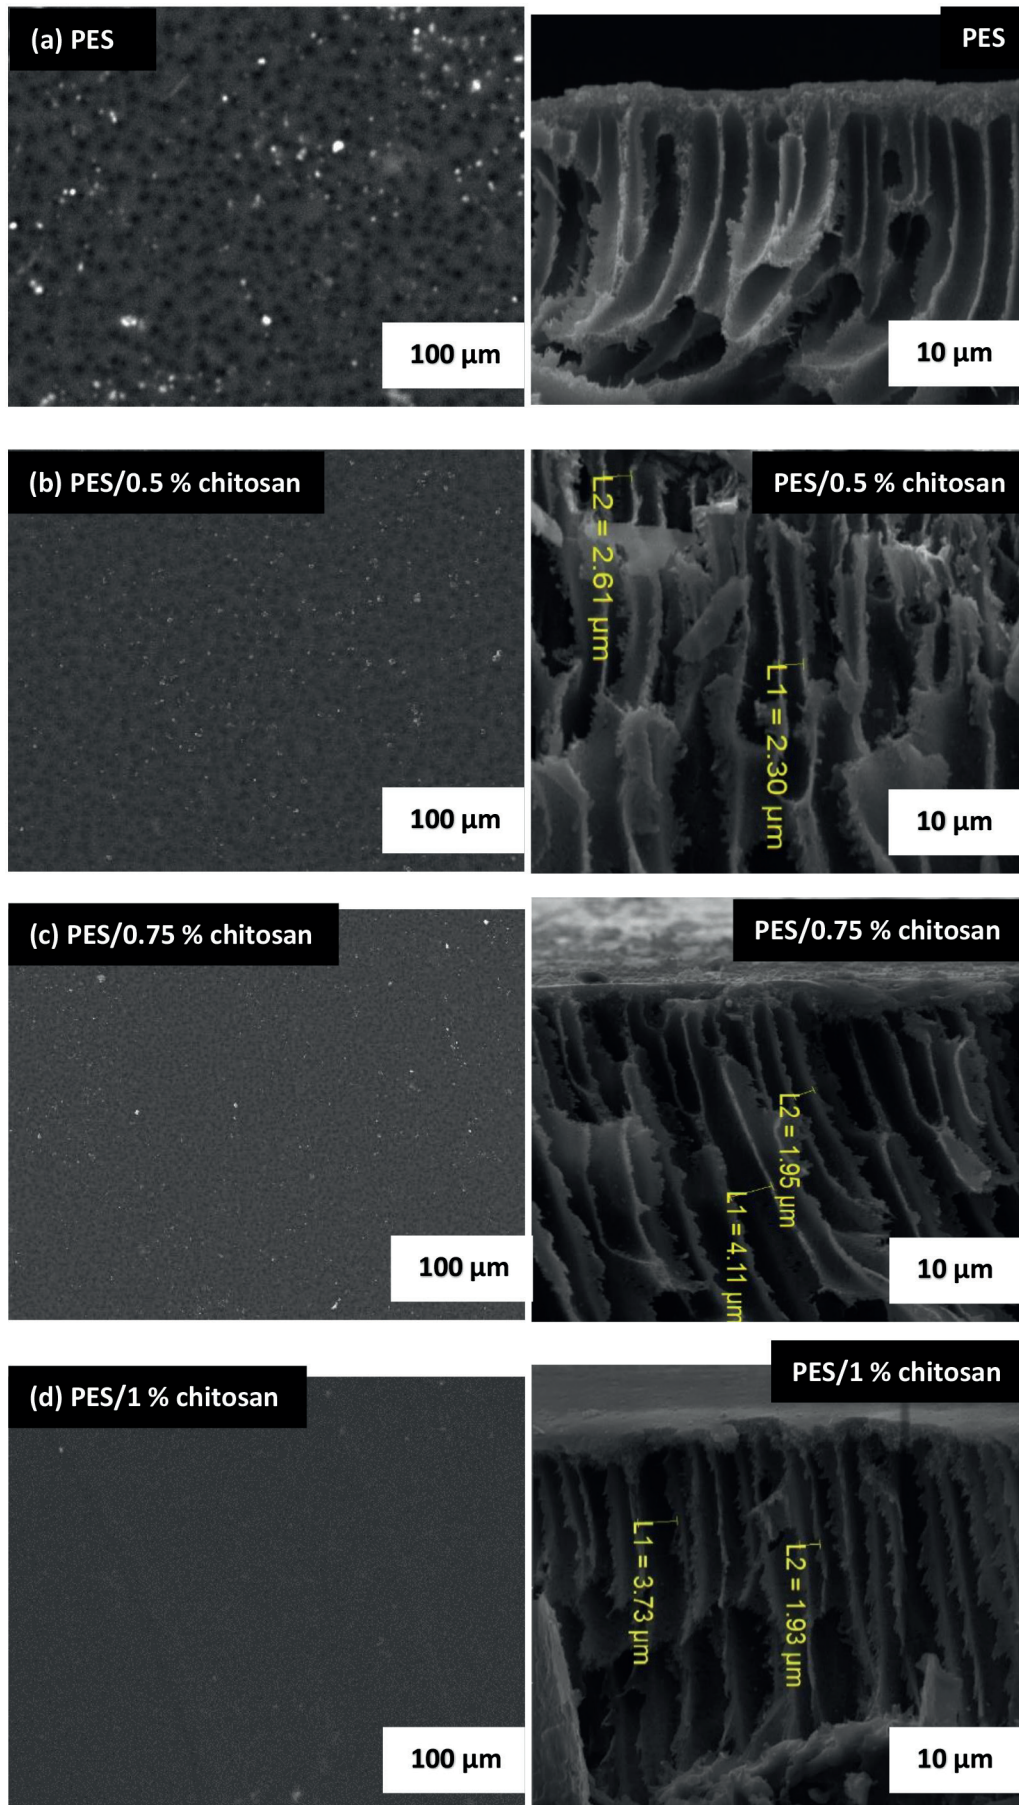 (a) PES
PES
100 µm
10 µm
(b) PES/0.5 % chitosan
PES/0.5 % chitosan
L2 = 2.61 µm
L1 = 2.30 µm
100 µm
10 µm
(c) PES/0.75 % chitosan
PES/0.75 % chitosan
L2 = 1.95 µm
L1 = 4.11 µm
100 µm
10 µm
(d) PES/1 % chitosan
PES/1 % chitosan
L1 = 3.73 µm
L2 = 1.93 µm
100 µm
10 µm